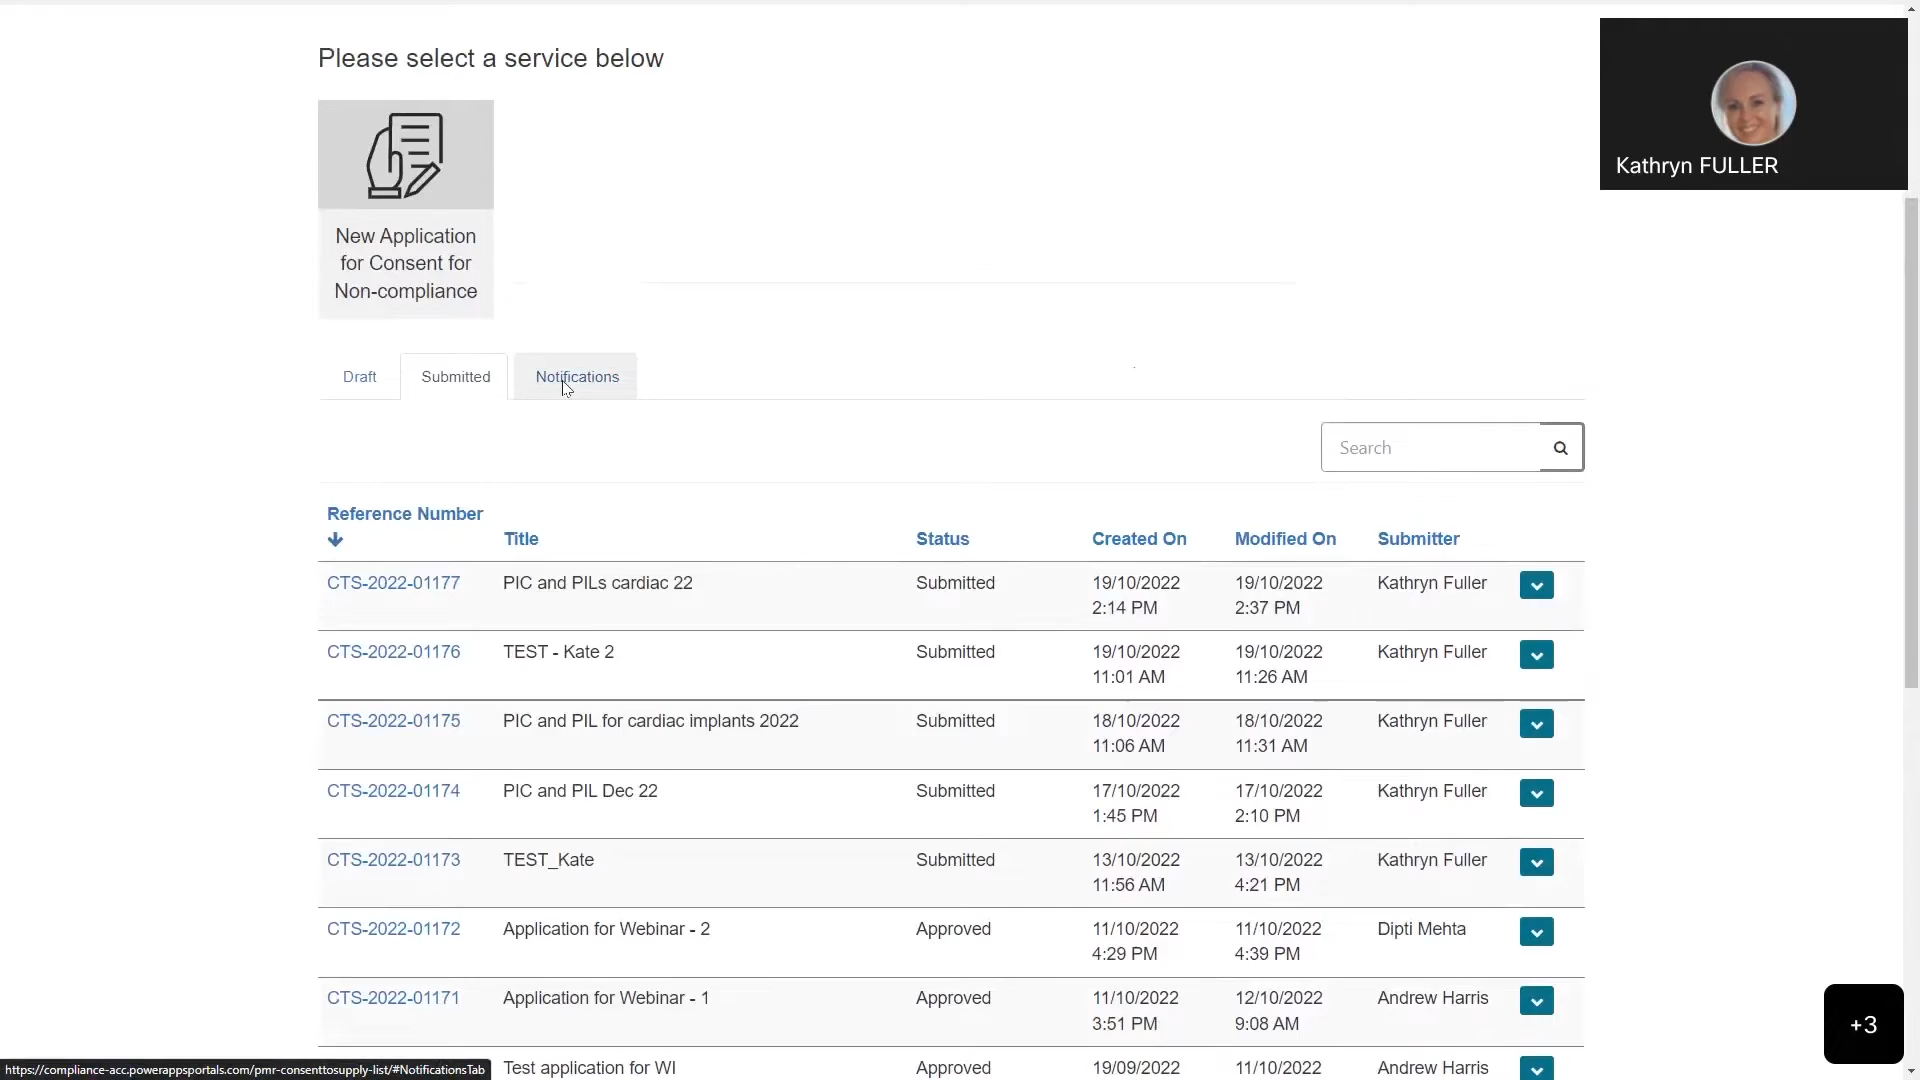 Please select a service below
Kathryn FULLER
New Application
for Consent for
Non-compliance
Draft
Submitted
Notifications
Search
Reference Number
Title
Status
Created On
Modified On
Submitter
CTS-2022-01177 PIC and PILs cardiac 22 Submitted 19/10/2022 19/10/2022 Kathryn Fuller
2:14 PM 2:37 PM
CTS-2022-01176 TEST - Kate 2 Submitted 19/10/2022 19/10/2022 Kathryn Fuller
11:01 AM 11:26 AM
CTS-2022-01175 PIC and PIL for cardiac implants 2022 Submitted 18/10/2022 18/10/2022 Kathryn Fuller
11:06 AM 11:31 AM
CTS-2022-01174 PIC and PIL Dec 22 Submitted 17/10/2022 17/10/2022 Kathryn Fuller
1:45 PM 2:10 PM
CTS-2022-01173 TEST_Kate Submitted 13/10/2022 13/10/2022 Kathryn Fuller
11:56 AM 4:21 PM
CTS-2022-01172 Application for Webinar - 2 Approved 11/10/2022 11/10/2022 Dipti Mehta
4:29 PM 4:39 PM
CTS-2022-01171 Application for Webinar - 1 Approved 11/10/2022 12/10/2022 Andrew Harris
3:51 PM 9:08 AM
+3
https://compliance-acc.powerappsportals.com/pmr-consenttosupply-list/#NotificationsTab Test application for WI Approved 19/09/2022 11/10/2022 Andrew Harris